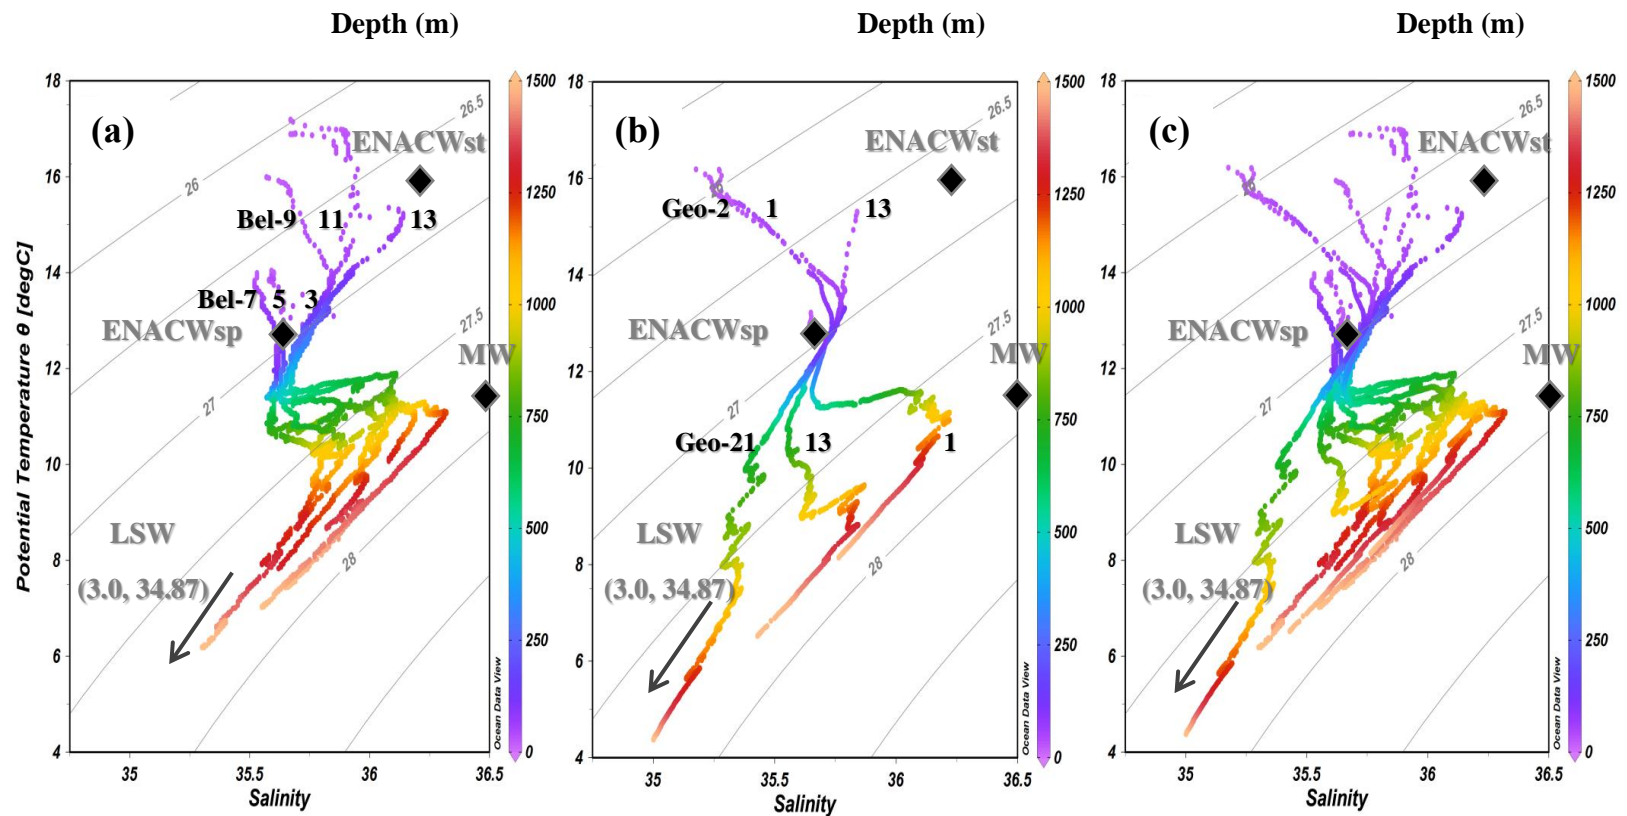 Depth (m)
Depth (m)
Depth (m)
(a)
18
16
14
12
10
8
6
4
Potential Temperature θ [degC]
35
35.5
36
36.5
Salinity
26
26.5
27
27.5
28
ENACWst
Bel-9
11
13
Bel-7
5
3
ENACWsp
MW
LSW
(3.0, 34.87)
1500
1250
1000
750
500
250
0
Ocean Data View
(b)
18
16
14
12
10
8
6
4
35
35.5
36
36.5
Salinity
26
26.5
27
27.5
28
ENACWst
Geo-2
1
13
ENACWsp
MW
Geo-21
13
1
LSW
(3.0, 34.87)
1500
1250
1000
750
500
250
0
Ocean Data View
(c)
18
16
14
12
10
8
6
4
35
35.5
36
36.5
Salinity
26
26.5
27
27.5
28
ENACWst
ENACWsp
MW
LSW
(3.0, 34.87)
1500
1250
1000
750
500
250
0
Ocean Data View